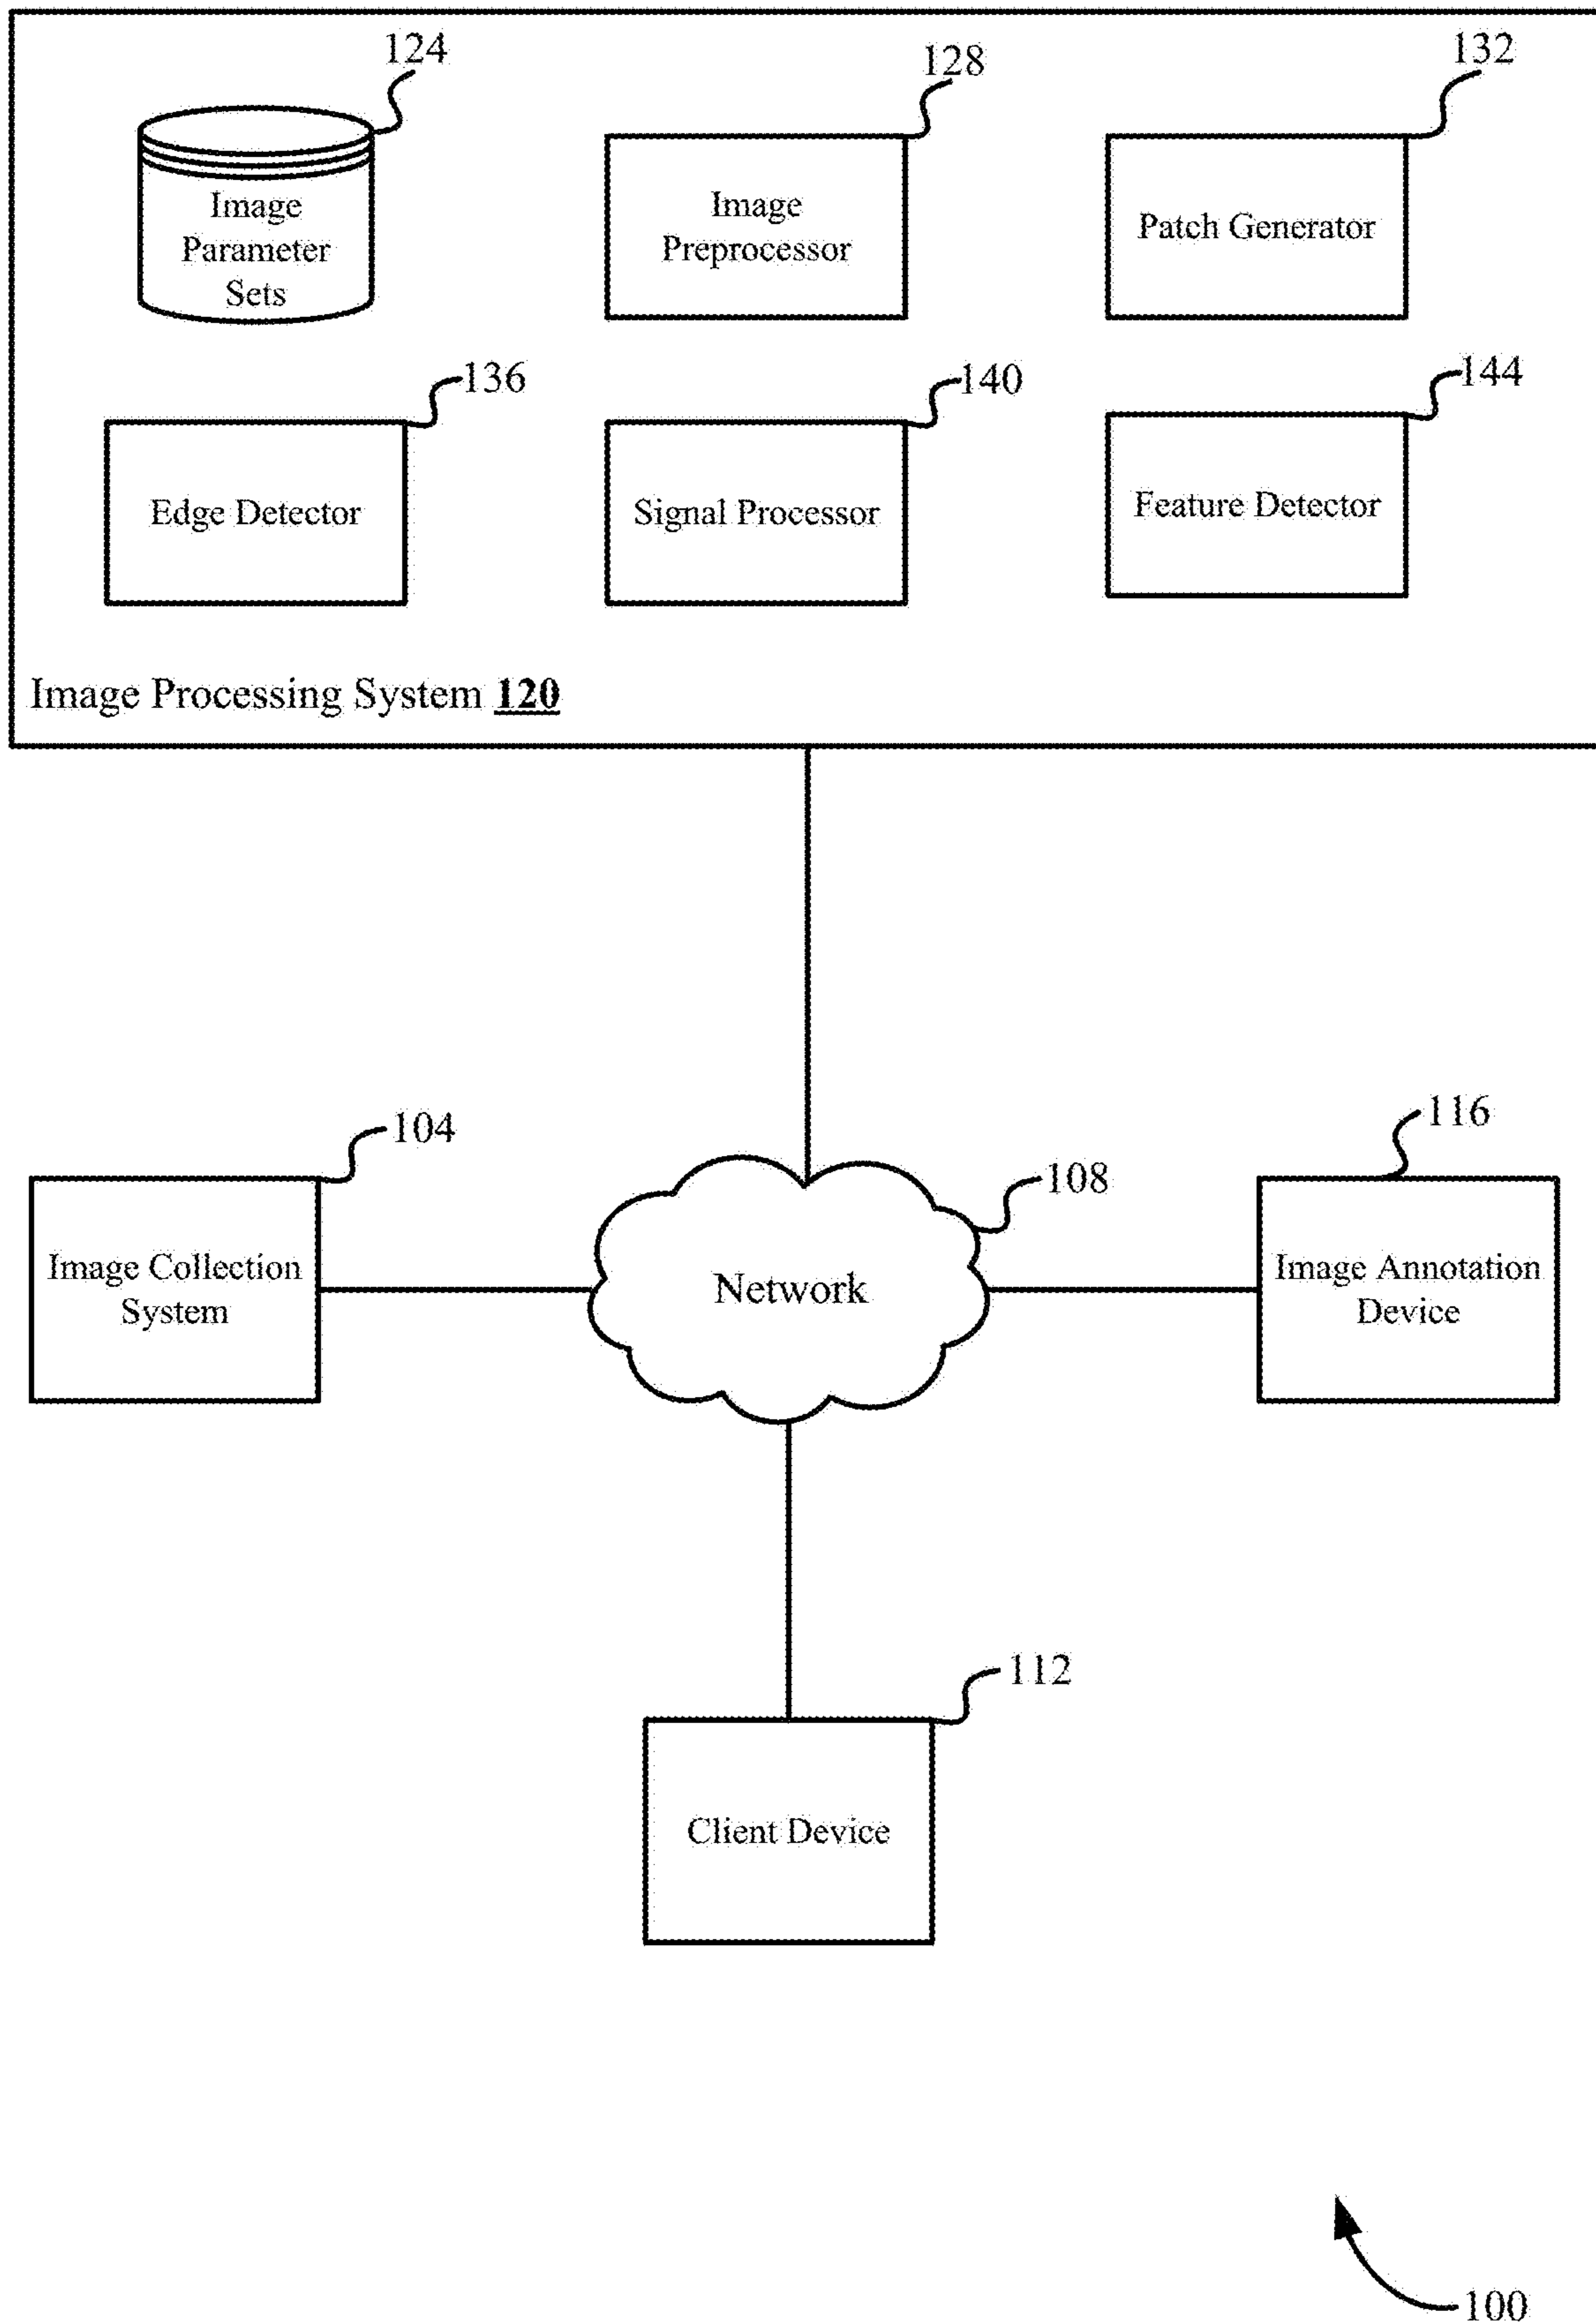 124
128
132
Image
Parameter
Sets
Image
Preprocessor
Patch Generator
136
140
144
Edge Detector
Signal Processor
Feature Detector
Image Processing System 120
104
108
116
Image Collection
System
Network
Image Annotation
Device
112
Client Device
100